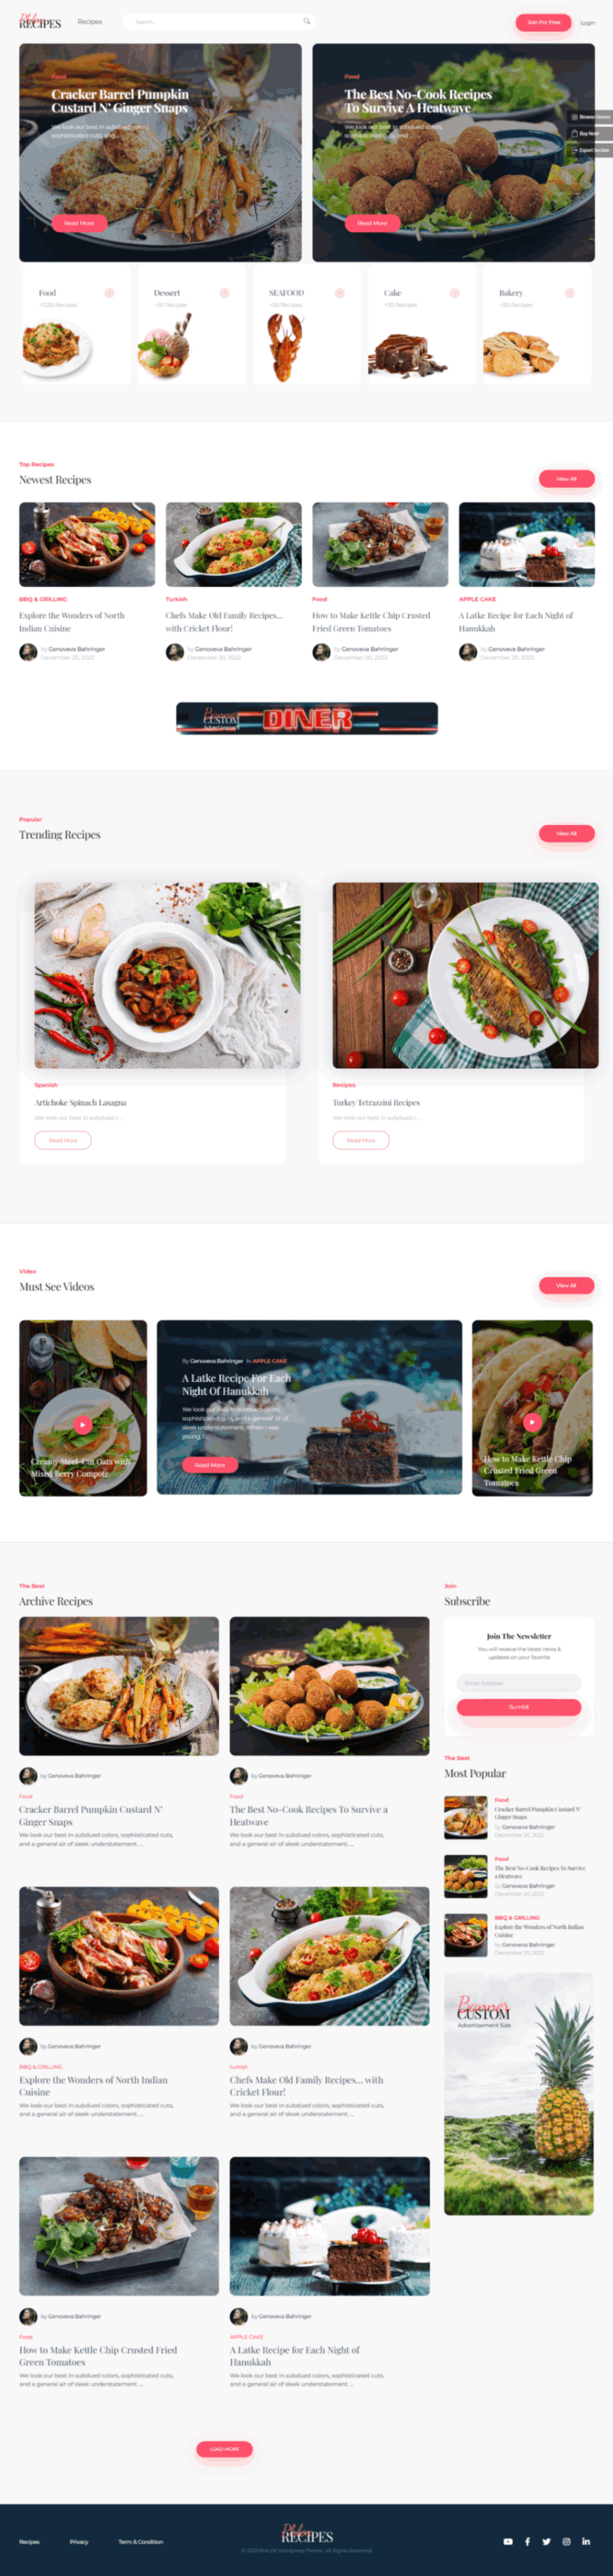 RECIPES
Recipes
Search...
Join For Free
Login
Food
Cracker Barrel Pumpkin
Custard N' Ginger Snaps
We look our best in subdued colors,
sophisticated cuts, and
Read More
Food
The Best No-Cook Recipes
To Survive A Heatwave
We look our best in subdued colors,
sophisticated cuts, and
Read More
Browse Demos
Buy Now!
Food
Recipes
Dessert
+30 Recipes
SEAFOOD
+30 Recipes
Cake
+30 Recipes
Bakery
+30 Recipes
Top Recipes
Newest Recipes
View All
BBQ & GRILLING
Explore the Wonders of North
Indian Cuisine
by Genoveva Bahringer
December 20, 2022
Turkish
Chefs Make Old Family Recipes...
with Cricket Flour!
by Genoveva Bahringer
December 20, 2022
Food
How to Make Kettle Chip Crusted
Fried Green Tomatoes
by Genoveva Bahringer
December 20, 2022
APPLE CAKE
A Latke Recipe for Each Night of
Hanukkah
by Genoveva Bahringer
December 20, 2022
Banner
CUSTOM
Advertisement
DINER
Popular
Trending Recipes
View All
Spanish
Artichoke Spinach Lasagna
We look our best in subdued c...
Read More
Recipes
Turkey Tetrazzini Recipes
We look our best in subdued c...
Read More
Video
Must See Videos
View All
Creamy Steel-Cut Oats with
Mixed Berry Compote
By Genoveva Bahringer In APPLE CAKE
A Latke Recipe For Each
Night Of Hanukkah
We look our best in subdued colors,
sophisticated cuts, and a general air of
sleek understatement. When I was
young,
Read More
How to Make Kettle Chip
Crusted Fried Green
Tomatoes
The Best
Archive Recipes
by Genoveva Bahringer
Food
Cracker Barrel Pumpkin Custard N'
Ginger Snaps
We look our best in subdued colors, sophisticated cuts,
and a general air of sleek understatement. ...
by Genoveva Bahringer
Food
The Best No-Cook Recipes To Survive a
Heatwave
We look our best in subdued colors, sophisticated cuts,
and a general air of sleek understatement. ...
by Genoveva Bahringer
BBQ & GRILLING
Explore the Wonders of North Indian
Cuisine
We look our best in subdued colors, sophisticated cuts,
and a general air of sleek understatement. ...
by Genoveva Bahringer
turkish
Chefs Make Old Family Recipes... with
Cricket Flour!
We look our best in subdued colors, sophisticated cuts,
and a general air of sleek understatement. ...
by Genoveva Bahringer
Food
How to Make Kettle Chip Crusted Fried
Green Tomatoes
We look our best in subdued colors, sophisticated cuts,
and a general air of sleek understatement. ...
by Genoveva Bahringer
APPLE CAKE
A Latke Recipe for Each Night of
Hanukkah
We look our best in subdued colors, sophisticated cuts,
and a general air of sleek understatement. ...
LOAD MORE
Join
Subscribe
Join The Newsletter
You will receive the latest news &
updates on your favorite
Email Address
Sumbit
The Best
Most Popular
Food
Cracker Barrel Pumpkin Custard N'
Ginger Snaps
by Genoveva Bahringer
December 20, 2022
Food
The Best No-Cook Recipes To Survive
a Heatwave
by Genoveva Bahringer
December 20, 2022
BBQ & GRILLING
Explore the Wonders of North Indian
Cuisine
by Genoveva Bahringer
December 20, 2022
Banner
CUSTOM
Advertisement Size
Recipes
Privacy
Term & Condition
RECIPES
Wordpress Theme. All Rights Reserved.